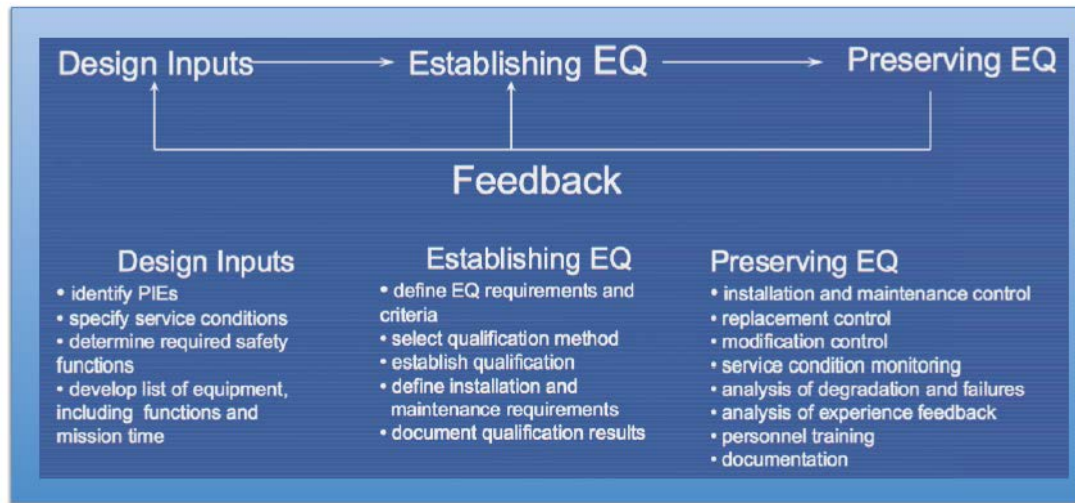 Design Inputs Establishing EQ Preserving EQ
Feedback
Design Inputs
• identify PIEs
• specify service conditions
• determine required safety
functions
• develop list of equipment,
including functions and
mission time
Establishing EQ
• define EQ requirements and
criteria
• select qualification method
• establish qualification
• define installation and
maintenance requirements
• document qualification results
Preserving EQ
• installation and maintenance control
• replacement control
• modification control
• service condition monitoring
• analysis of degradation and failures
• analysis of experience feedback
• personnel training
• documentation